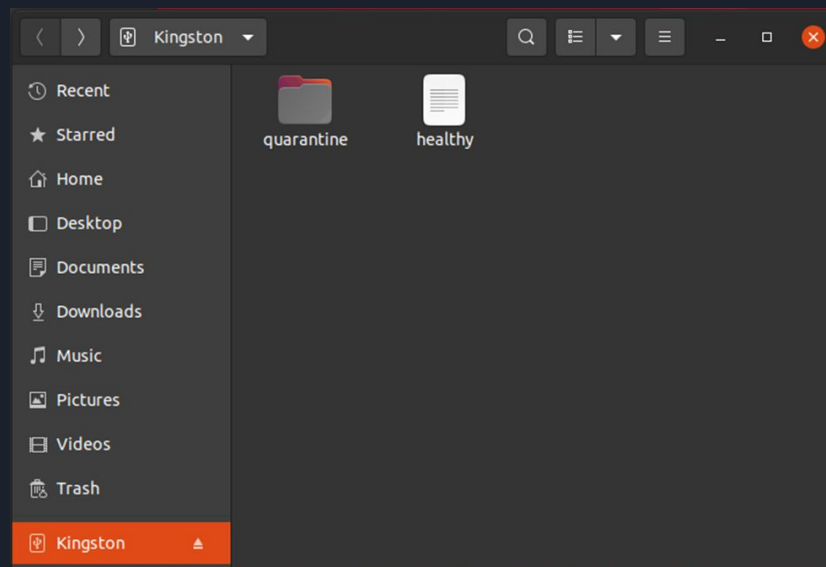 Kingston
Recent
Starred
Home
Desktop
Documents
Downloads
Music
Pictures
Videos
Trash
Kingston
quarantine
healthy